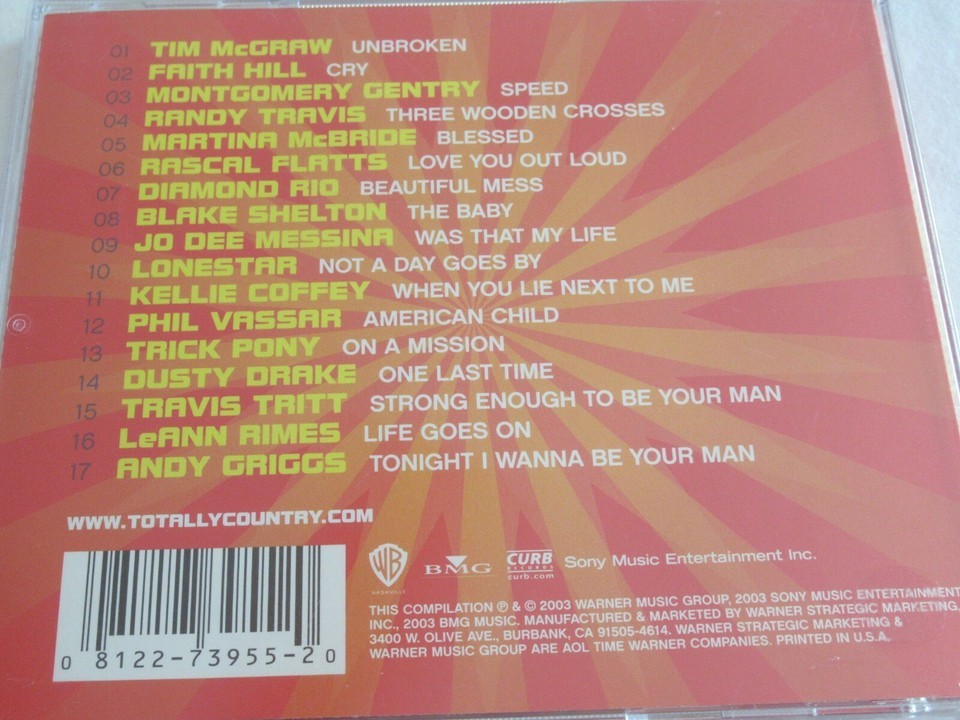 01 TIM McGRAW UNBROKEN
02 FAITH HILL CRY
03 MONTGOMERY GENTRY SPEED
04 RANDY TRAVIS THREE WOODEN CROSSES
05 MARTINA McBRIDE BLESSED
06 RASCAL FLATTS LOVE YOU OUT LOUD
07 DIAMOND RIO BEAUTIFUL MESS
08 BLAKE SHELTON THE BABY
09 JO DEE MESSINA WAS THAT MY LIFE
10 LONESTAR NOT A DAY GOES BY
11 KELLIE COFFEY WHEN YOU LIE NEXT TO ME
12 PHIL VASSAR AMERICAN CHILD
13 TRICK PONY ON A MISSION
14 DUSTY DRAKE ONE LAST TIME
15 TRAVIS TRITT STRONG ENOUGH TO BE YOUR MAN
16 LeANN RIMES LIFE GOES ON
17 ANDY GRIGGS TONIGHT I WANNA BE YOUR MAN
WWW.TOTALLYCOUNTRY.COM
WB
NASHVILLE
BMG
CURB
RECORDS
curb.com
Sony Music Entertainment Inc.
THIS COMPILATION ℗ & © 2003 WARNER MUSIC GROUP, 2003 SONY MUSIC ENTERTAINMENT
INC., 2003 BMG MUSIC. MANUFACTURED & MARKETED BY WARNER STRATEGIC MARKETING,
3400 W. OLIVE AVE., BURBANK, CA 91505-4614. WARNER STRATEGIC MARKETING &
WARNER MUSIC GROUP ARE AOL TIME WARNER COMPANIES. PRINTED IN U.S.A.
0 8122-73955-2 0